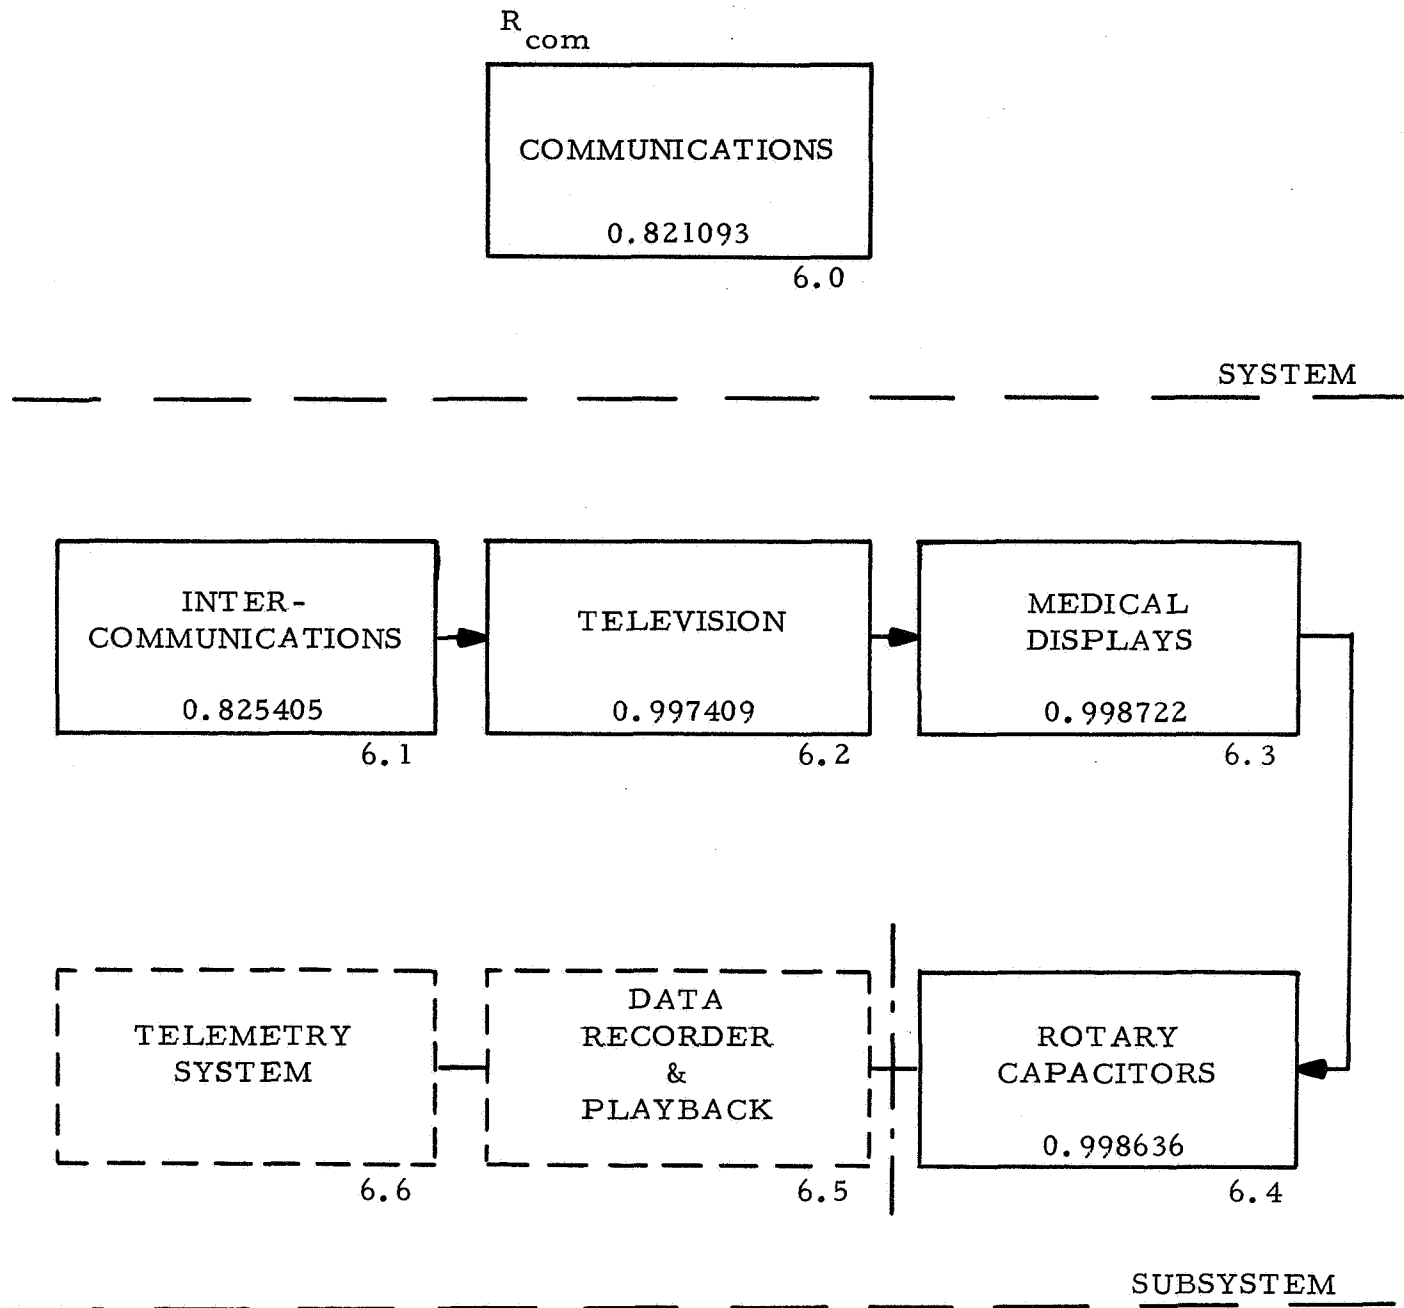 R com
COMMUNICATIONS
0.821093
6.0
SYSTEM
INTER-
COMMUNICATIONS
0.825405
6.1
TELEVISION
0.997409
6.2
MEDICAL
DISPLAYS
0.998722
6.3
TELEMETRY
SYSTEM
6.6
DATA
RECORDER
&
PLAYBACK
6.5
ROTARY
CAPACITORS
0.998636
6.4
SUBSYSTEM